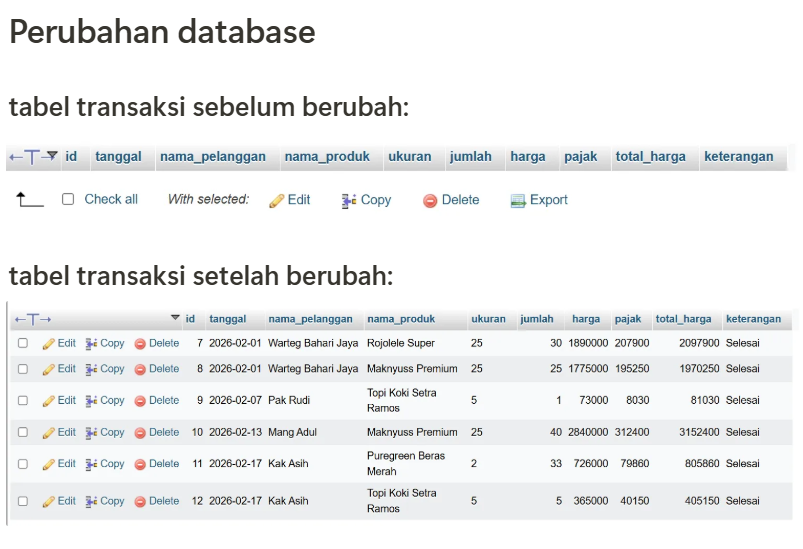 Perubahan database
tabel transaksi sebelum berubah:
id tanggal nama_pelanggan nama_produk ukuran jumlah harga pajak total_harga keterangan
Check all With selected: Edit Copy Delete Export
tabel transaksi setelah berubah:
id tanggal nama_pelanggan nama_produk ukuran jumlah harga pajak total_harga keterangan
Edit Copy Delete 7 2026-02-01 Warteg Bahari Jaya Rojolele Super 25 30 1890000 207900 2097900 Selesai
Edit Copy Delete 8 2026-02-01 Warteg Bahari Jaya Maknyuss Premium 25 25 1775000 195250 1970250 Selesai
Edit Copy Delete 9 2026-02-07 Pak Rudi Topi Koki Setra Ramos 5 1 73000 8030 81030 Selesai
Edit Copy Delete 10 2026-02-13 Mang Adul Maknyuss Premium 25 40 2840000 312400 3152400 Selesai
Edit Copy Delete 11 2026-02-17 Kak Asih Puregreen Beras Merah 2 33 726000 79860 805860 Selesai
Edit Copy Delete 12 2026-02-17 Kak Asih Topi Koki Setra Ramos 5 5 365000 40150 405150 Selesai